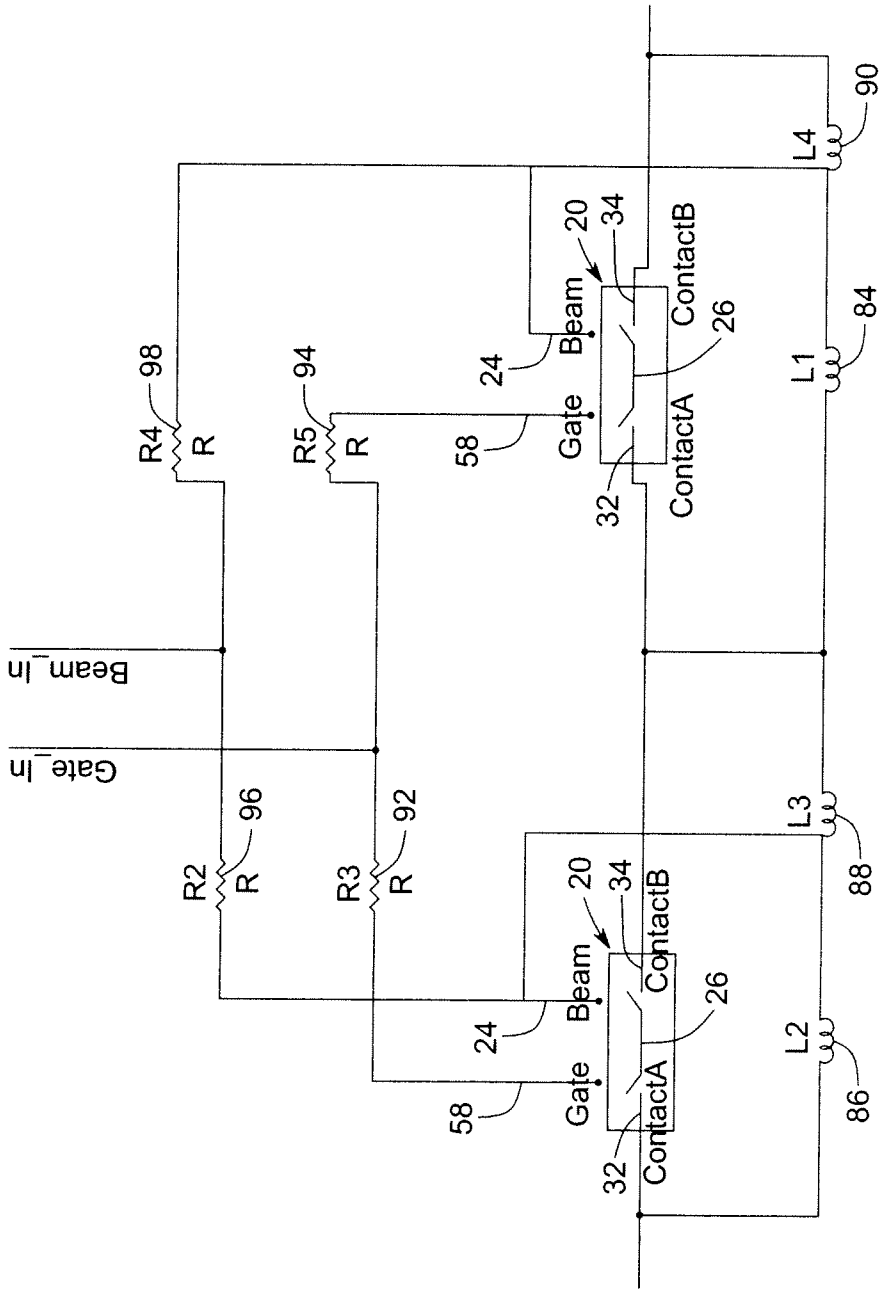 Beam_In
Gate_In
R4
98
R
R5
94
R
R2
96
R
R3
92
R
58
24
Gate
Beam
20
32
34
ContactA
ContactB
26
58
24
Gate
Beam
20
32
34
ContactA
ContactB
26
L2
86
L3
88
L1
84
L4
90